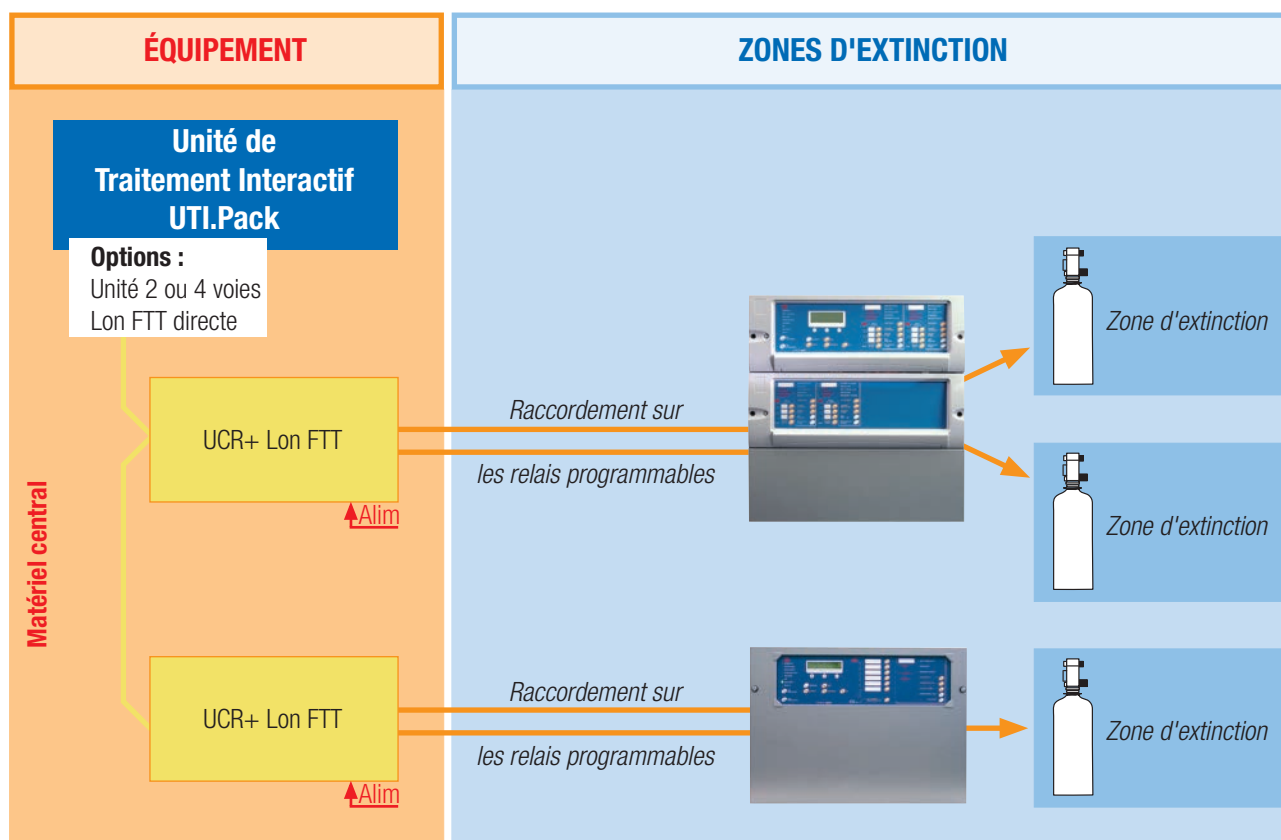 ÉQUIPEMENT
ZONES D'EXTINCTION
Unité de
Traitement Interactif
UTI.Pack
Options :
Unité 2 ou 4 voies
Lon FTT directe
Matériel central
UCR+ Lon FTT
Alim
Raccordement sur
les relais programmables
Zone d'extinction
Zone d'extinction
UCR+ Lon FTT
Alim
Raccordement sur
les relais programmables
Zone d'extinction